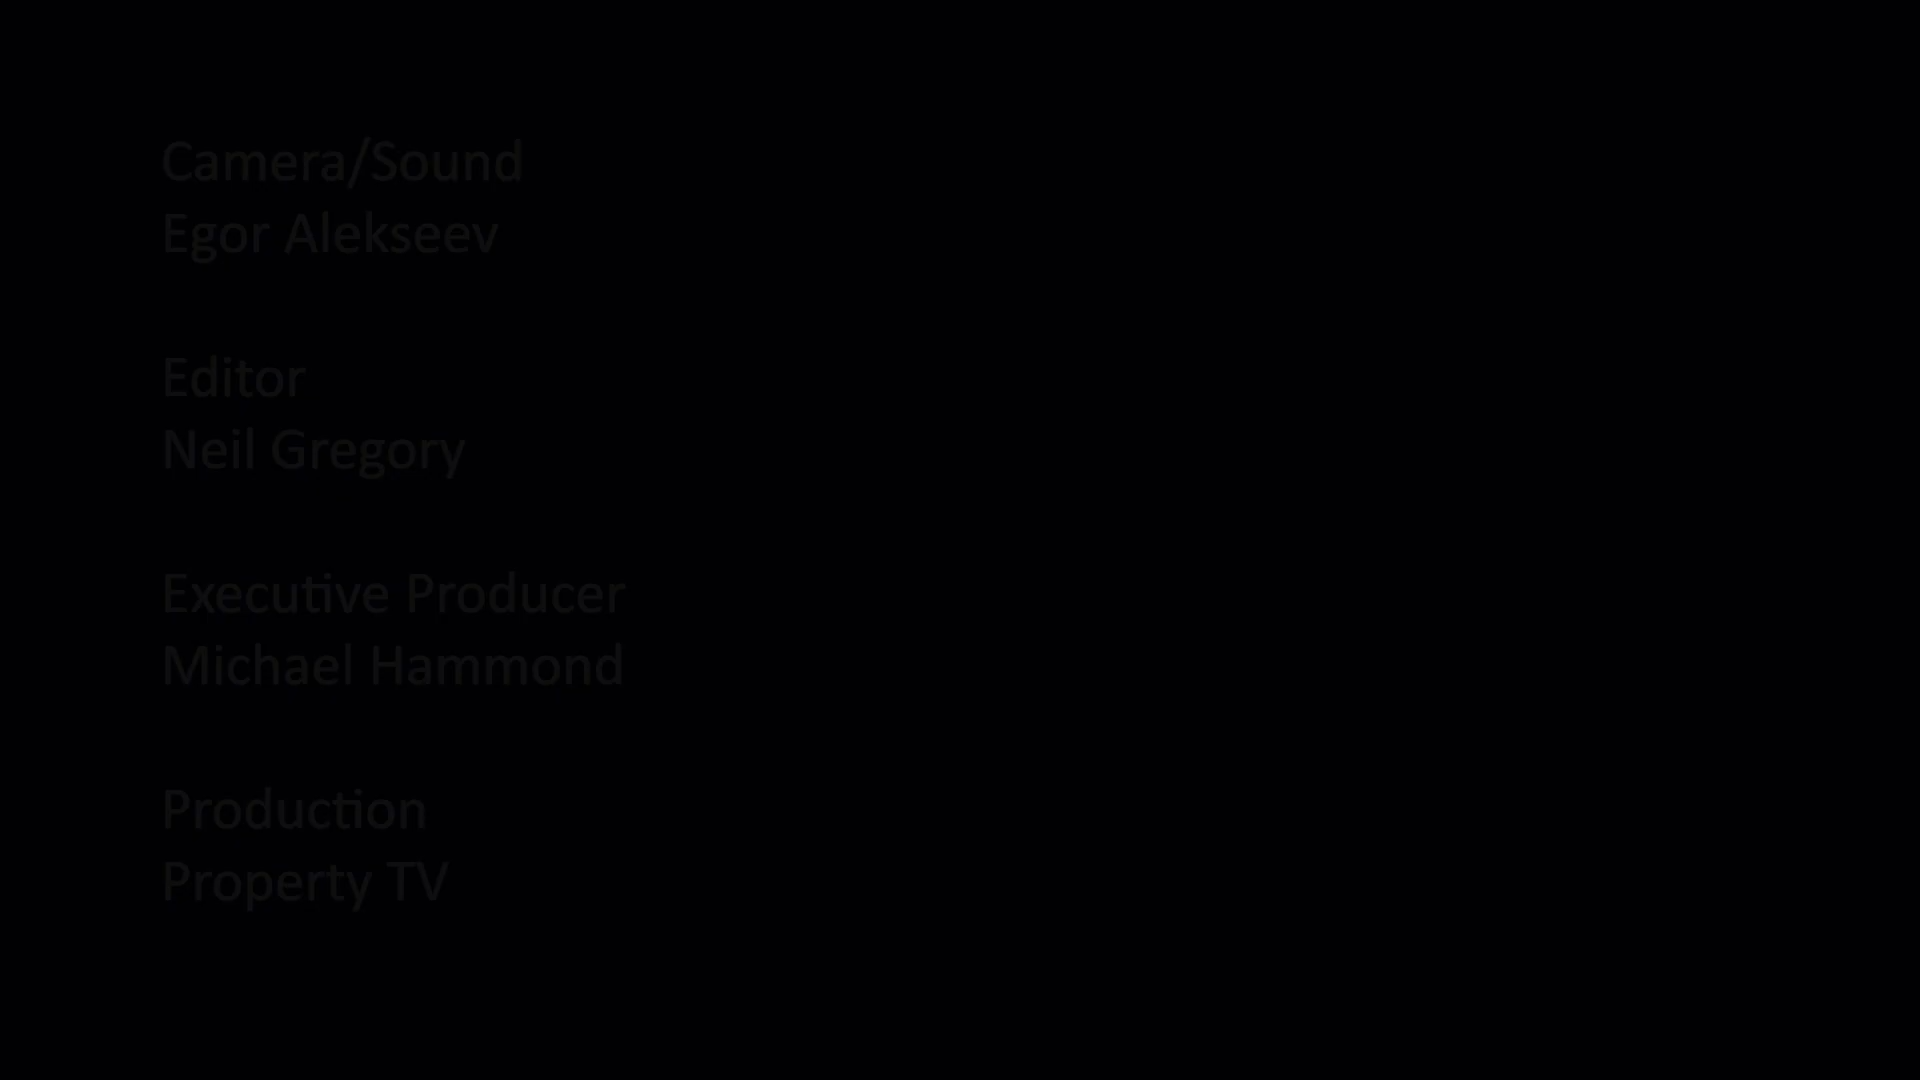 Camera/Sound
Egor Alekseev
Editor
Neil Gregory
Executive Producer
Michael Hammond
Production
Property TV